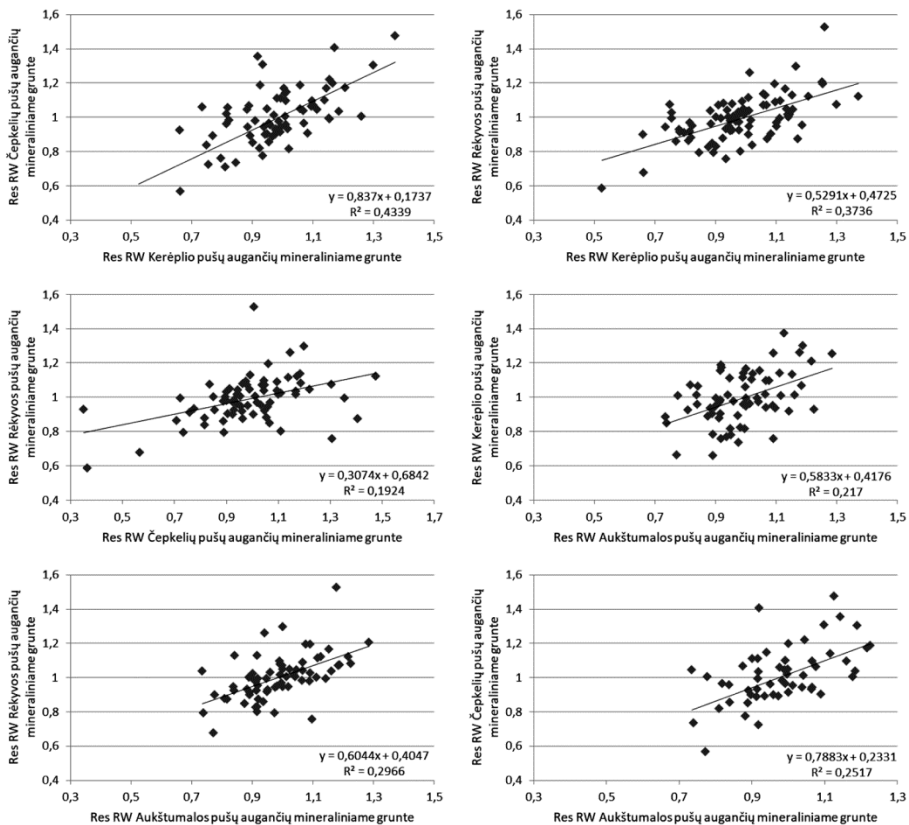 Res RW Čepkelių pušų augančių
mineraliniame grunte
1,6
1,4
1,2
1
0,8
0,6
0,4
y = 0,837x + 0,1737
R² = 0,4339
0,3 0,5 0,7 0,9 1,1 1,3 1,5
Res RW Kerėplio pušų augančių mineraliniame grunte
Res RW Rėkyvos pušų augančių
mineraliniame grunte
1,6
1,4
1,2
1
0,8
0,6
0,4
y = 0,5291x + 0,4725
R² = 0,3736
0,3 0,5 0,7 0,9 1,1 1,3 1,5
Res RW Kerėplio pušų augančių mineraliniame grunte
Res RW Rėkyvos pušų augančių
mineraliniame grunte
1,6
1,4
1,2
1
0,8
0,6
0,4
y = 0,3074x + 0,6842
R² = 0,1924
0,3 0,5 0,7 0,9 1,1 1,3 1,5 1,7
Res RW Čepkelių pušų augančių mineraliniame grunte
Res RW Kerėplio pušų augančių
mineraliniame grunte
1,6
1,4
1,2
1
0,8
0,6
0,4
y = 0,5833x + 0,4176
R² = 0,217
0,3 0,5 0,7 0,9 1,1 1,3 1,5
Res RW Aukštumalos pušų augančių mineraliniame grunte
Res RW Rėkyvos pušų augančių
mineraliniame grunte
1,6
1,4
1,2
1
0,8
0,6
0,4
y = 0,6044x + 0,4047
R² = 0,2966
0,3 0,5 0,7 0,9 1,1 1,3 1,5
Res RW Aukštumalos pušų augančių mineraliniame grunte
Res RW Čepkelių pušų augančių
mineraliniame grunte
1,6
1,4
1,2
1
0,8
0,6
0,4
y = 0,7883x + 0,2331
R² = 0,2517
0,3 0,5 0,7 0,9 1,1 1,3 1,5
Res RW Aukštumalos pušų augančių mineraliniame grunte